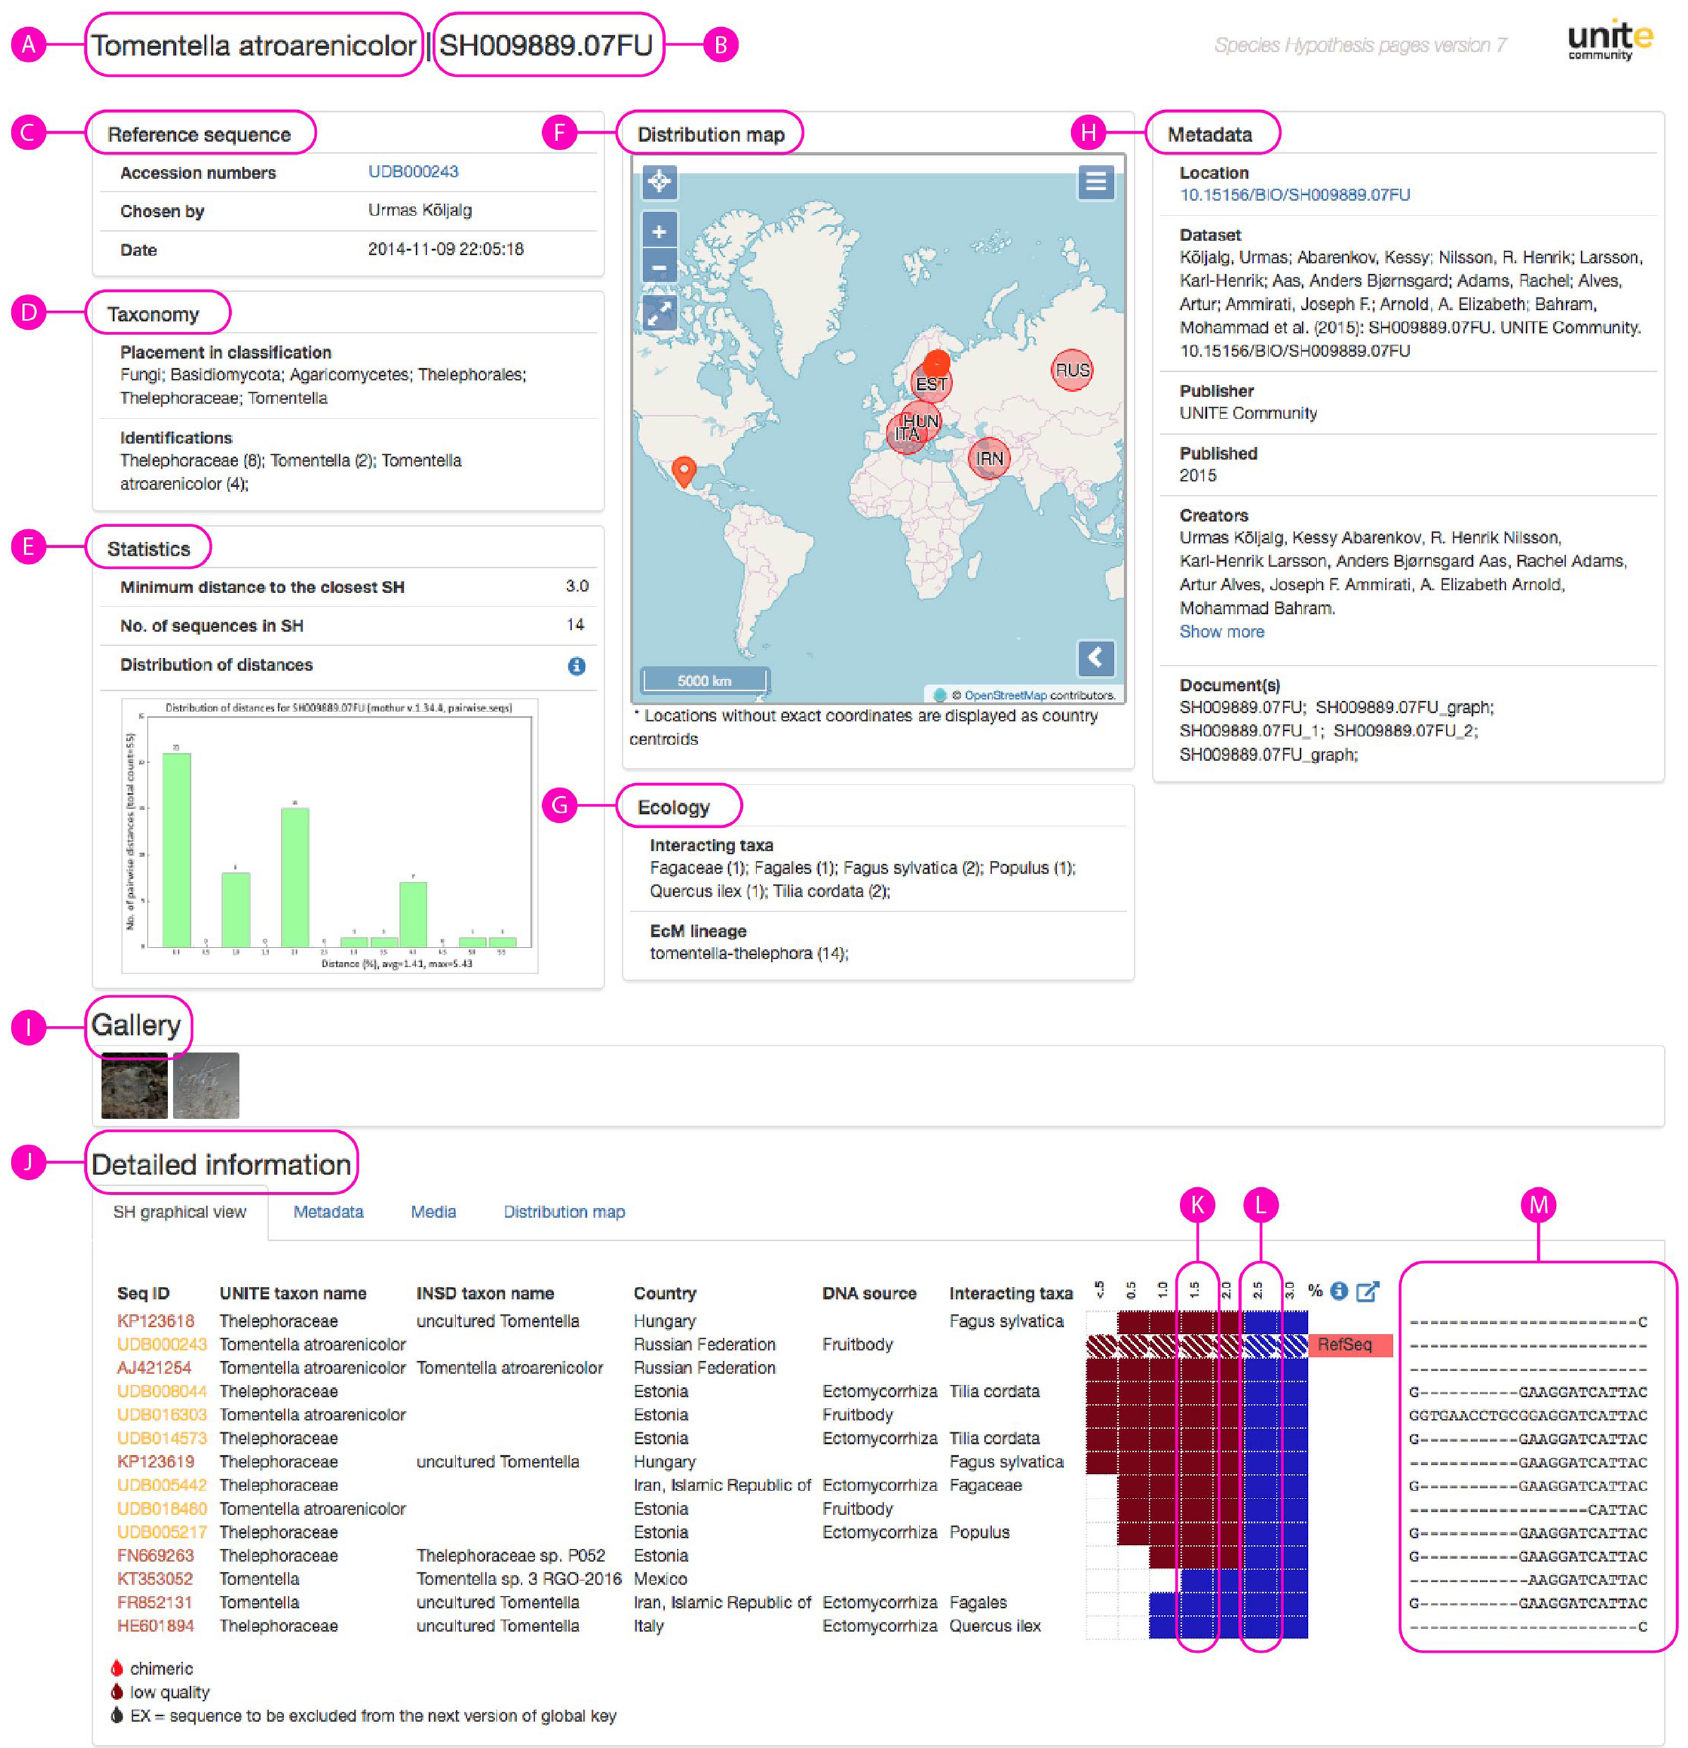 A
Tomentella atroarenicolor | SH009889.07FU
B
Species Hypothesis pages version 7
unite
community
C
Reference sequence
Accession numbers UDB000243
Chosen by Urmas Kõljalg
Date 2014-11-09 22:05:18
D
Taxonomy
Placement in classification
Fungi; Basidiomycota; Agaricomycetes; Thelephorales;
Thelephoraceae; Tomentella
Identifications
Thelephoraceae (8); Tomentella (2); Tomentella
atroarenicolor (4);
E
Statistics
Minimum distance to the closest SH 3.0
No. of sequences in SH 14
Distribution of distances
Distribution of distances for SH009889.07FU (mothur v.1.34.4, pairwise.seqs)
No. of pairwise distances (total count=55)
Distance (%), avg=1.41, max=5.43
F
Distribution map
EST
RUS
HUN
ITA
IRN
5000 km
© OpenStreetMap contributors.
* Locations without exact coordinates are displayed as country
centroids
G
Ecology
Interacting taxa
Fagaceae (1); Fagales (1); Fagus sylvatica (2); Populus (1);
Quercus ilex (1); Tilia cordata (2);
EcM lineage
tomentella-thelephora (14);
H
Metadata
Location
10.15156/BIO/SH009889.07FU
Dataset
Kõljalg, Urmas; Abarenkov, Kessy; Nilsson, R. Henrik; Larsson,
Karl-Henrik; Aas, Anders Bjørnsgard; Adams, Rachel; Alves,
Artur; Ammirati, Joseph F.; Arnold, A. Elizabeth; Bahram,
Mohammad et al. (2015): SH009889.07FU. UNITE Community.
10.15156/BIO/SH009889.07FU
Publisher
UNITE Community
Published
2015
Creators
Urmas Kõljalg, Kessy Abarenkov, R. Henrik Nilsson,
Karl-Henrik Larsson, Anders Bjørnsgard Aas, Rachel Adams,
Artur Alves, Joseph F. Ammirati, A. Elizabeth Arnold,
Mohammad Bahram.
Show more
Document(s)
SH009889.07FU; SH009889.07FU_graph;
SH009889.07FU_1; SH009889.07FU_2;
SH009889.07FU_graph;
I
Gallery
J
Detailed information
SH graphical view Metadata Media Distribution map
K L M
Seq ID UNITE taxon name INSD taxon name Country DNA source Interacting taxa <.5 0.5 1.0 1.5 2.0 2.5 3.0 %
KP123618 Thelephoraceae uncultured Tomentella Hungary Fagus sylvatica ------------------------C
UDB000243 Tomentella atroarenicolor Russian Federation Fruitbody RefSeq -------------------------
AJ421254 Tomentella atroarenicolor Tomentella atroarenicolor Russian Federation -------------------------
UDB008044 Thelephoraceae Estonia Ectomycorrhiza Tilia cordata G----------GAAGGATCATTAC
UDB016303 Tomentella atroarenicolor Estonia Fruitbody GGTGAACCTGCGGAGGATCATTAC
UDB014573 Thelephoraceae Estonia Ectomycorrhiza Tilia cordata G----------GAAGGATCATTAC
KP123619 Thelephoraceae uncultured Tomentella Hungary Fagus sylvatica -----------GAAGGATCATTAC
UDB005442 Thelephoraceae Iran, Islamic Republic of Ectomycorrhiza Fagaceae G----------GAAGGATCATTAC
UDB018480 Tomentella atroarenicolor Estonia Fruitbody ------------------CATTAC
UDB005217 Thelephoraceae Estonia Ectomycorrhiza Populus G----------GAAGGATCATTAC
FN669263 Thelephoraceae Thelephoraceae sp. P052 Estonia G----------GAAGGATCATTAC
KT353052 Tomentella Tomentella sp. 3 RGO-2016 Mexico ------------AAGGATCATTAC
FR852131 Tomentella uncultured Tomentella Iran, Islamic Republic of Ectomycorrhiza Fagales G----------GAAGGATCATTAC
HE601894 Thelephoraceae uncultured Tomentella Italy Ectomycorrhiza Quercus ilex ------------------------C
chimeric
low quality
EX = sequence to be excluded from the next version of global key